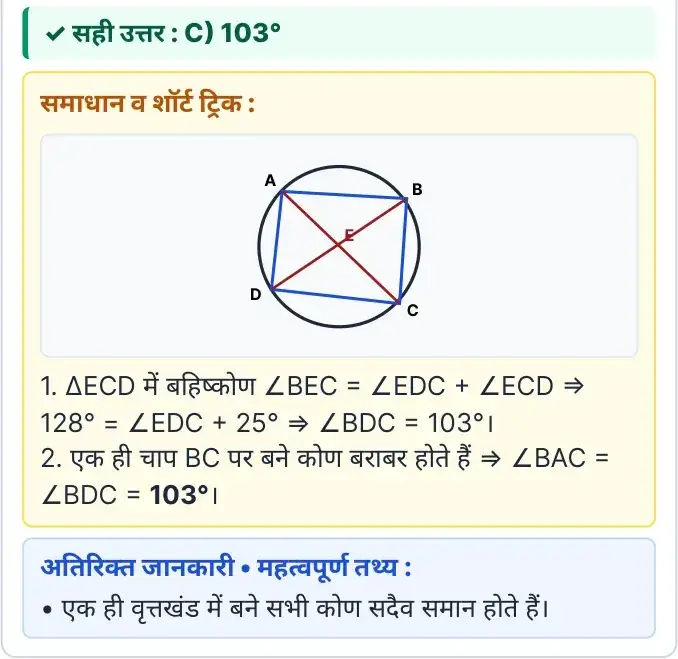 ✓ सही उत्तर : C) 103°
समाधान व शॉर्ट ट्रिक :
A
B
E
D
C
1. ΔECD में बहिष्कोण ∠BEC = ∠EDC + ∠ECD ⇒
128° = ∠EDC + 25° ⇒ ∠BDC = 103°।
2. एक ही चाप BC पर बने कोण बराबर होते हैं ⇒ ∠BAC =
∠BDC = 103°।
अतिरिक्त जानकारी • महत्वपूर्ण तथ्य :
• एक ही वृत्तखंड में बने सभी कोण सदैव समान होते हैं।